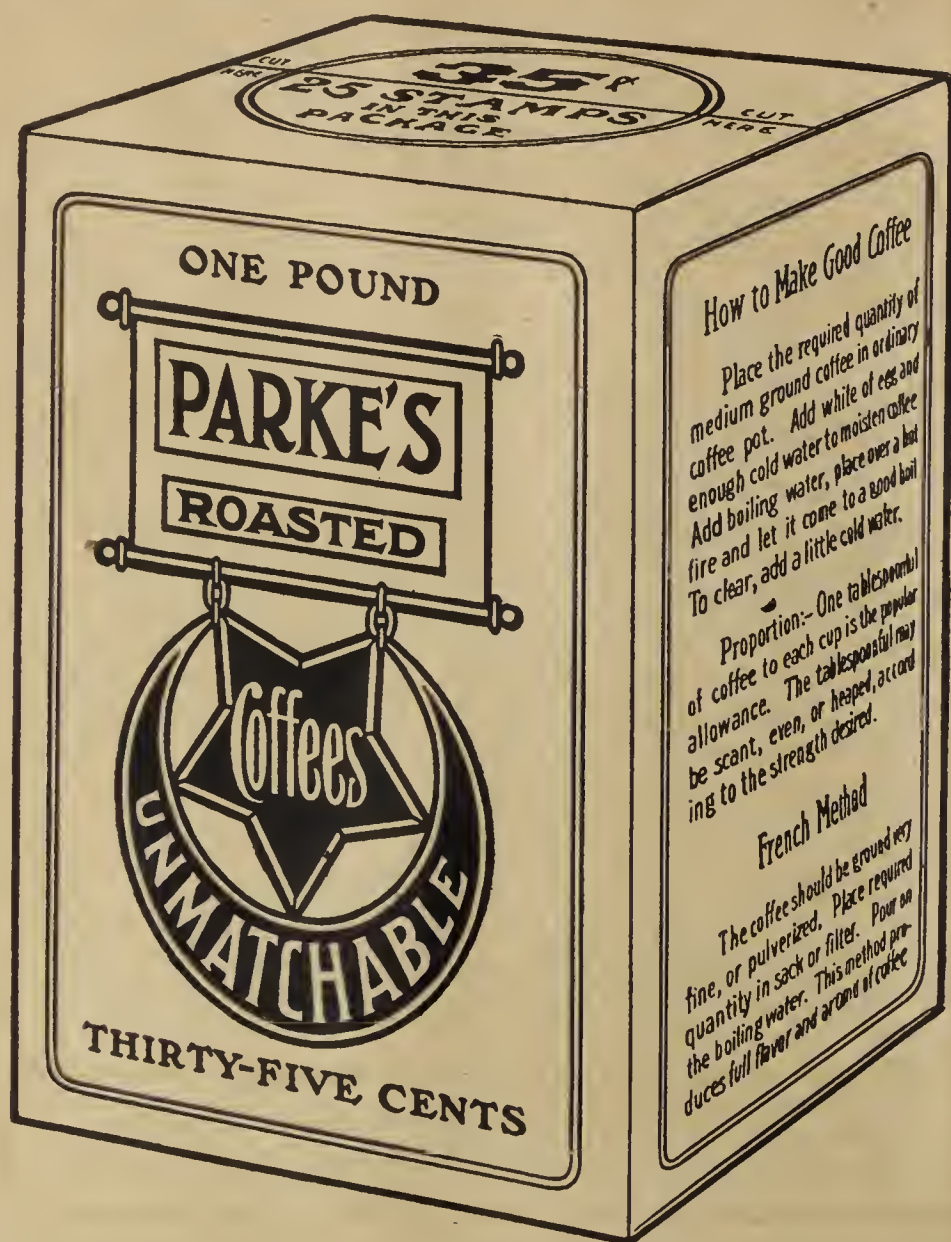 CUT
HERE
35¢
25 STAMPS
IN THIS
PACKAGE
CUT
HERE
ONE POUND
PARKE'S
ROASTED
Coffees
UNMATCHABLE
THIRTY-FIVE CENTS
How to Make Good Coffee
Place the required quantity of
medium ground coffee in ordinary
coffee pot. Add white of egg and
enough cold water to moisten coffee
Add boiling water, place over a hot
fire and let it come to a good boil
To clear, add a little cold water.
Proportion:- One tablespoonful
of coffee to each cup is the popular
allowance. The tablespoonful may
be scant, even, or heaped, accord
ing to the strength desired.
French Method
The coffee should be ground very
fine, or pulverized. Place required
quantity in sack or filter. Pour on
the boiling water. This method pro-
duces full flavor and aroma of coffee